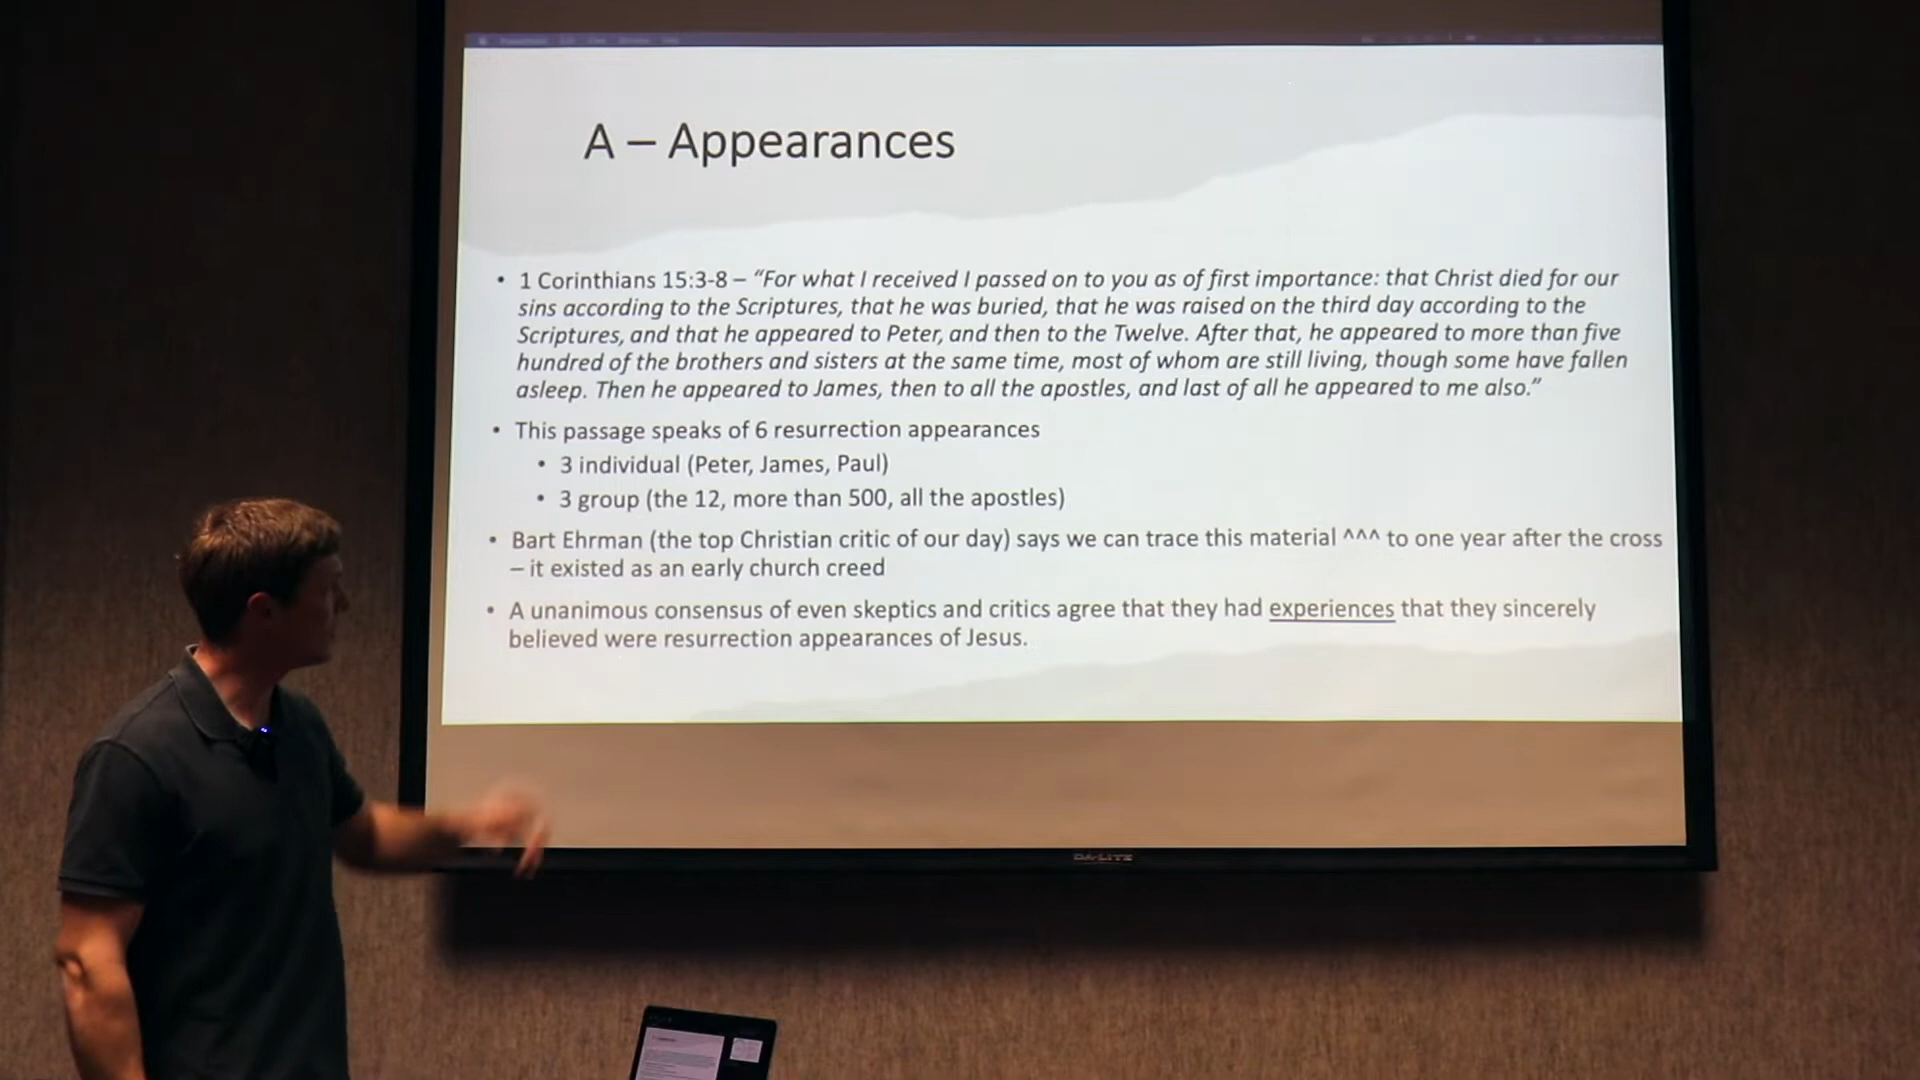 A – Appearances
• 1 Corinthians 15:3-8 – “For what I received I passed on to you as of first importance: that Christ died for our
sins according to the Scriptures, that he was buried, that he was raised on the third day according to the
Scriptures, and that he appeared to Peter, and then to the Twelve. After that, he appeared to more than five
hundred of the brothers and sisters at the same time, most of whom are still living, though some have fallen
asleep. Then he appeared to James, then to all the apostles, and last of all he appeared to me also.”
• This passage speaks of 6 resurrection appearances
• 3 individual (Peter, James, Paul)
• 3 group (the 12, more than 500, all the apostles)
• Bart Ehrman (the top Christian critic of our day) says we can trace this material ^^^ to one year after the cross
– it existed as an early church creed
• A unanimous consensus of even skeptics and critics agree that they had experiences that they sincerely
believed were resurrection appearances of Jesus.
DA-LITE